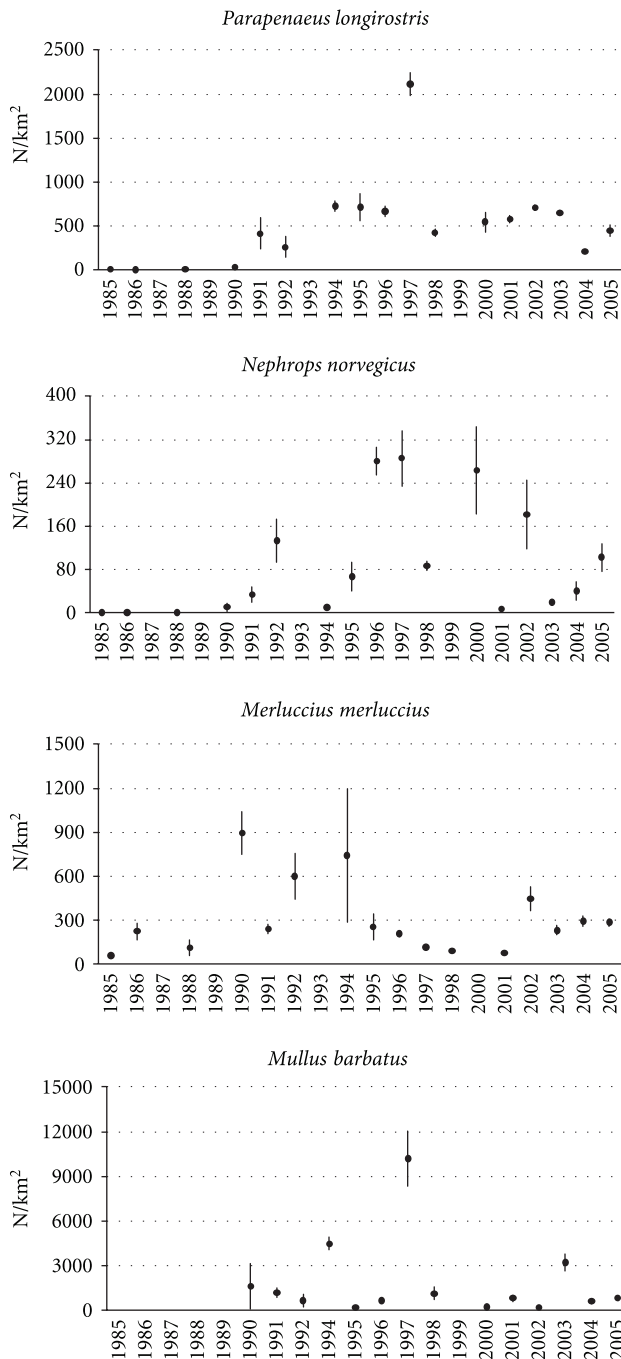 Parapenaeus longirostris
2500
2000
1500
1000
500
0
N/km²
1985 1986 1987 1988 1989 1990 1991 1992 1993 1994 1995 1996 1997 1998 1999 2000 2001 2002 2003 2004 2005
Nephrops norvegicus
400
320
240
160
80
0
N/km²
1985 1986 1987 1988 1989 1990 1991 1992 1993 1994 1995 1996 1997 1998 1999 2000 2001 2002 2003 2004 2005
Merluccius merluccius
1500
1200
900
600
300
0
N/km²
1985 1986 1987 1988 1989 1990 1991 1992 1993 1994 1995 1996 1997 1998 2000 2001 2002 2003 2004 2005
Mullus barbatus
15000
12000
9000
6000
3000
0
N/km²
1985 1986 1987 1988 1989 1990 1991 1992 1994 1995 1996 1997 1998 1999 2000 2001 2002 2003 2004 2005